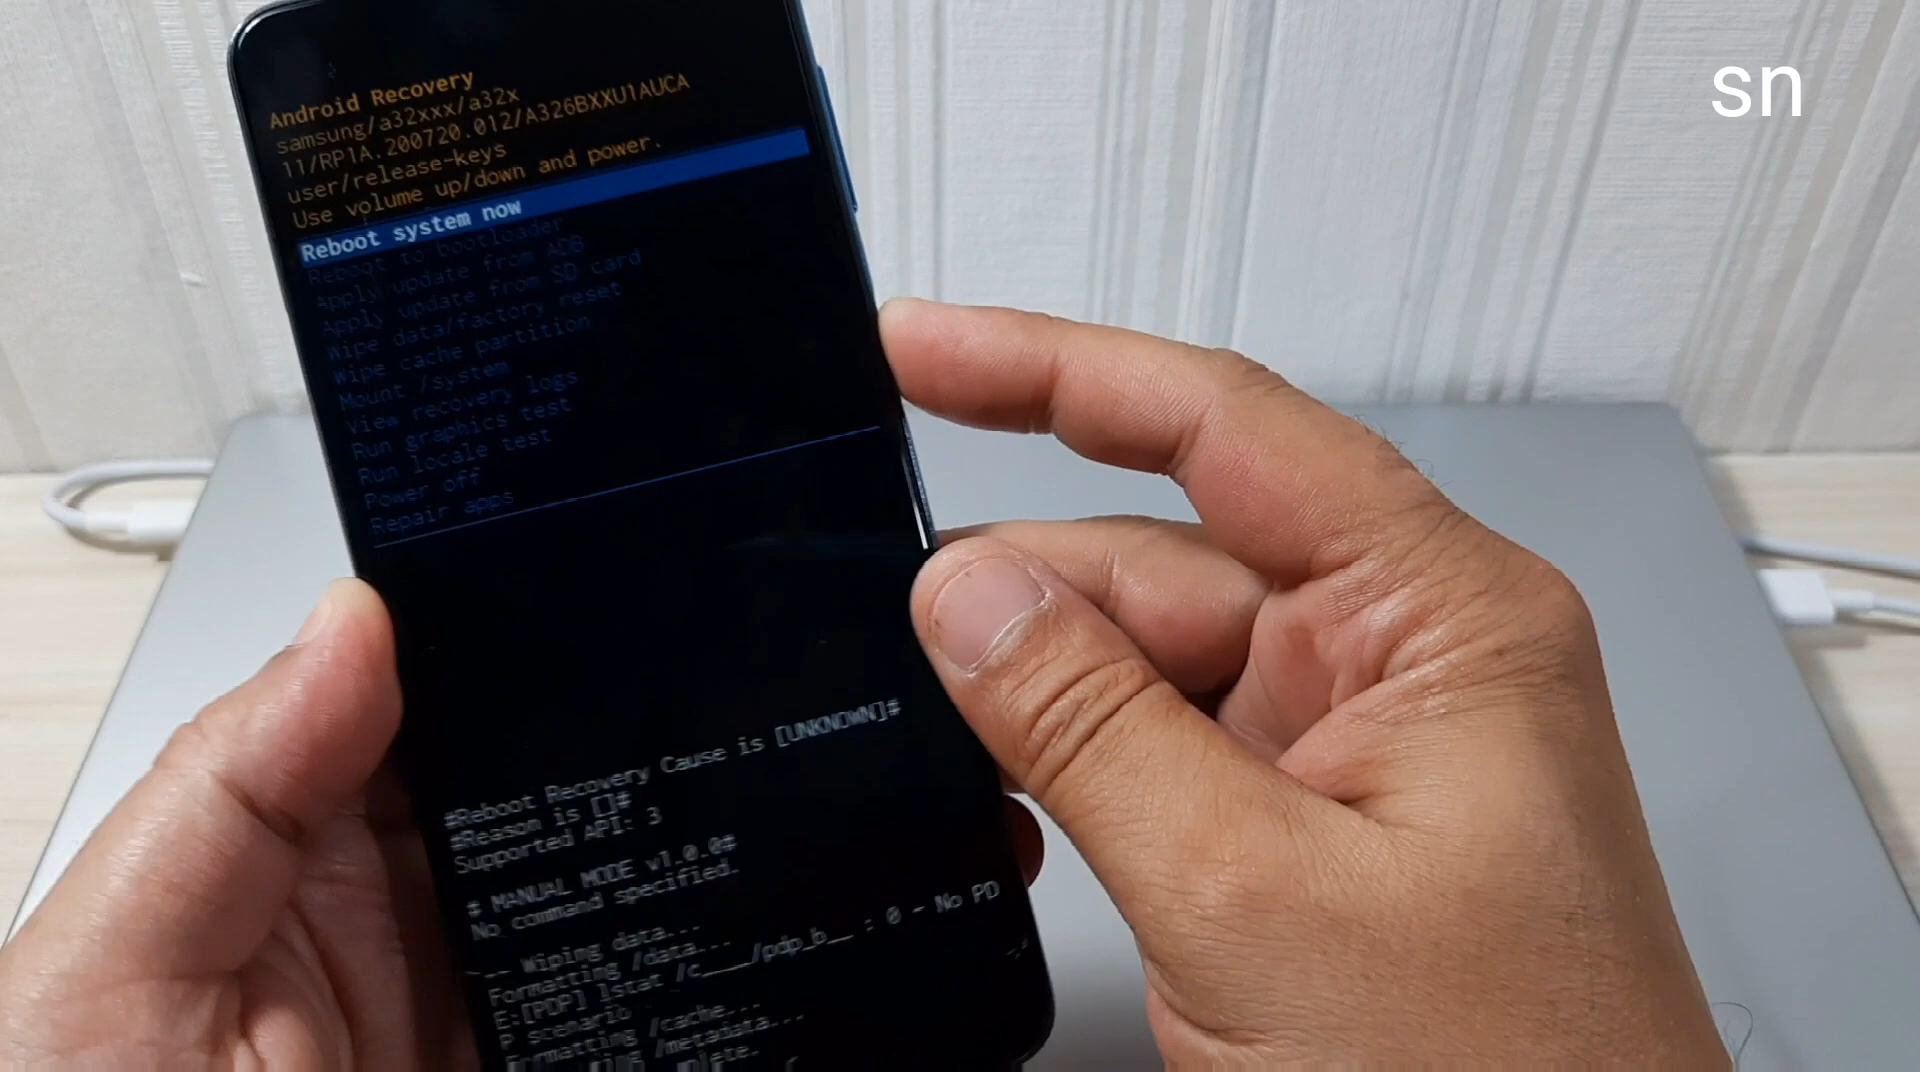 sn
Android Recovery
samsung/a32xxx/a32x
11/RP1A.200720.012/A326BXXU1AUCA
user/release-keys
Use volume up/down and power.
Reboot system now
Reboot to bootloader
Apply update from ADB
Apply update from SD card
Wipe data/factory reset
Wipe cache partition
Mount /system
View recovery logs
Run graphics test
Run locale test
Power off
Repair apps
#Reboot Recovery Cause is [UNKNOWN]#
#Reason is []#
Supported API: 3
# MANUAL MODE v1.0.0#
No command specified.
-- Wiping data...
Formatting /data...
E:[PDP] lstat /c____/pdp_b__ : 0 - No PD
P scenario
Formatting /cache...
/metadata...